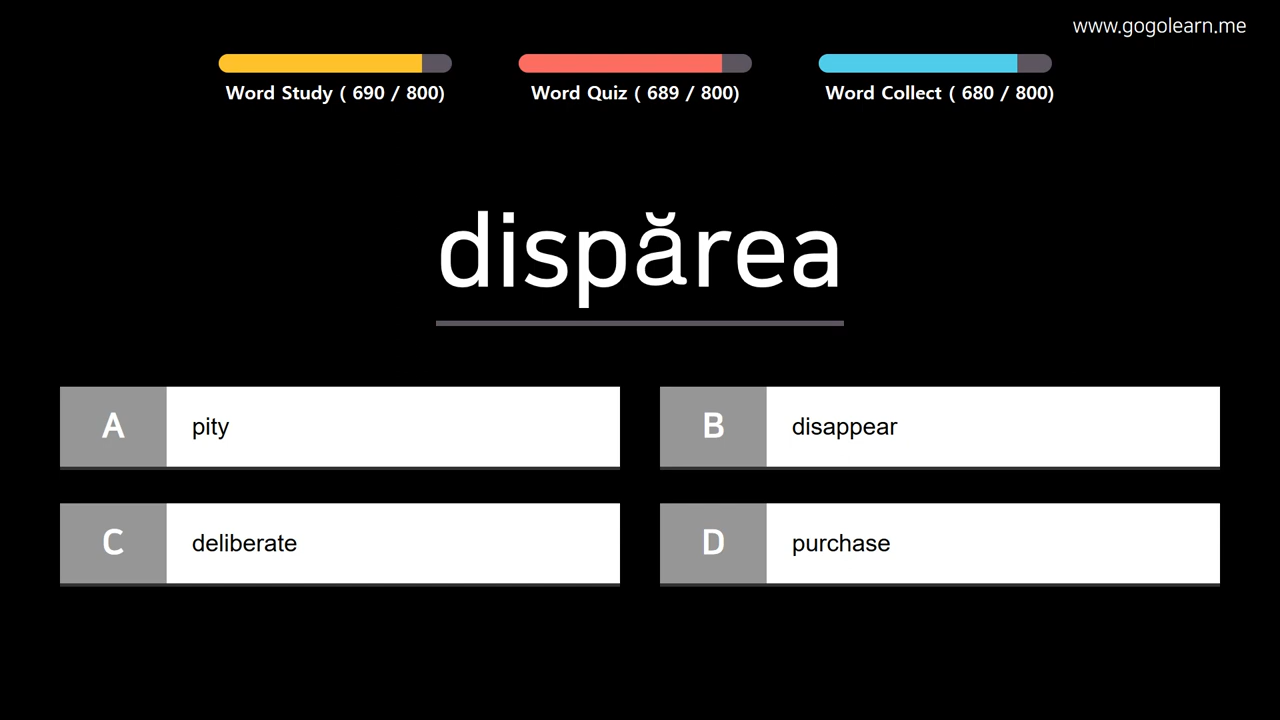 www.gogolearn.me
Word Study ( 690 / 800)
Word Quiz ( 689 / 800)
Word Collect ( 680 / 800)
dispărea
A pity
B disappear
C deliberate
D purchase